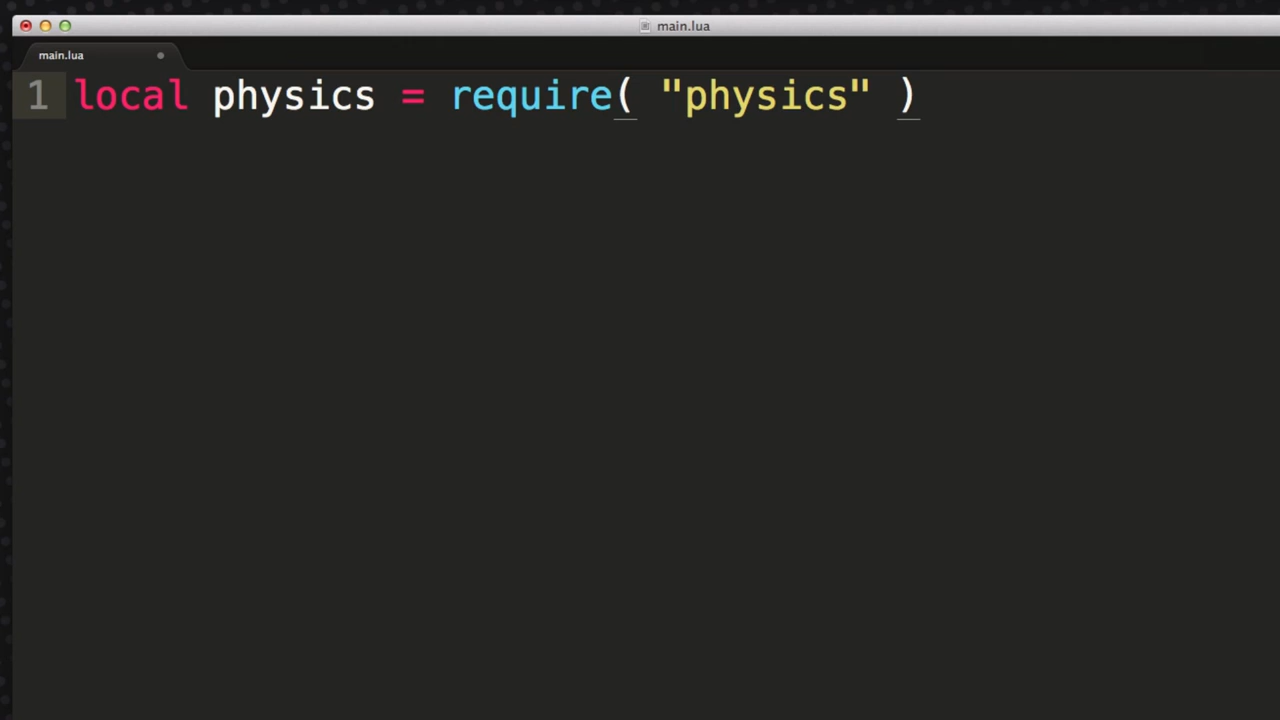 main.lua
main.lua
1 local physics = require( "physics" )